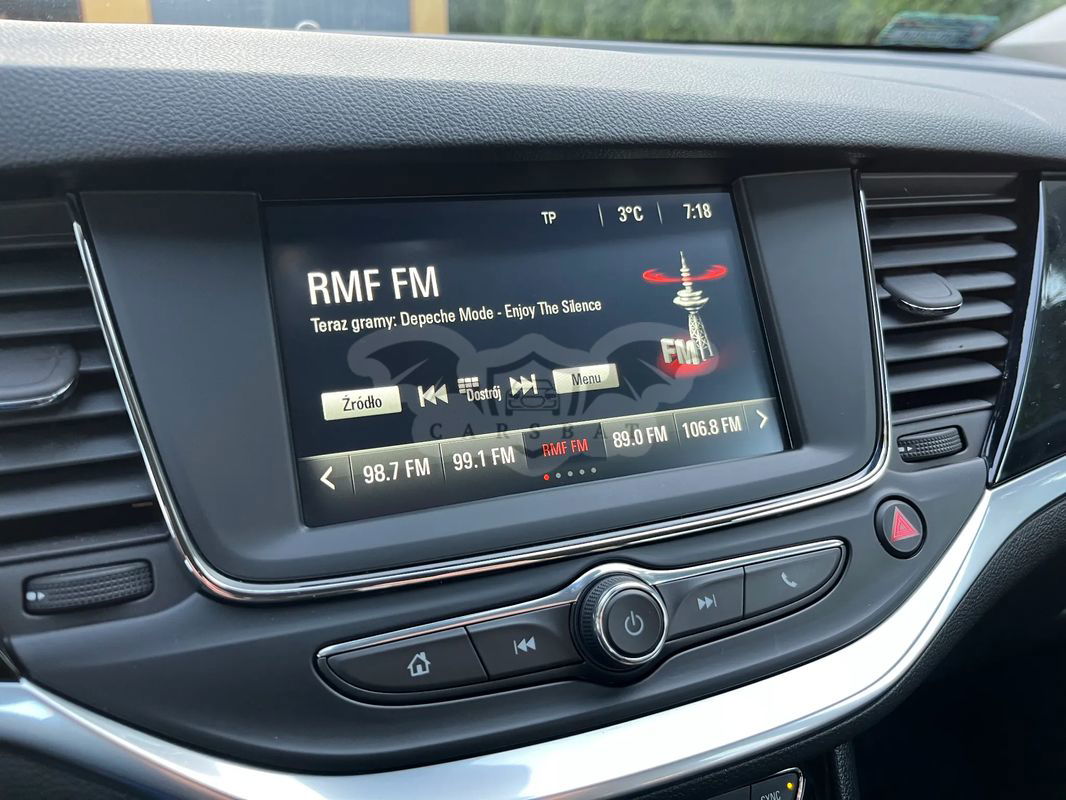 TP 3°C 7:18
RMF FM
Teraz gramy: Depeche Mode - Enjoy The Silence
FM
Źródło Dostrój Menu
CARSBAT
98.7 FM 99.1 FM RMF FM 89.0 FM 106.8 FM
SYNC